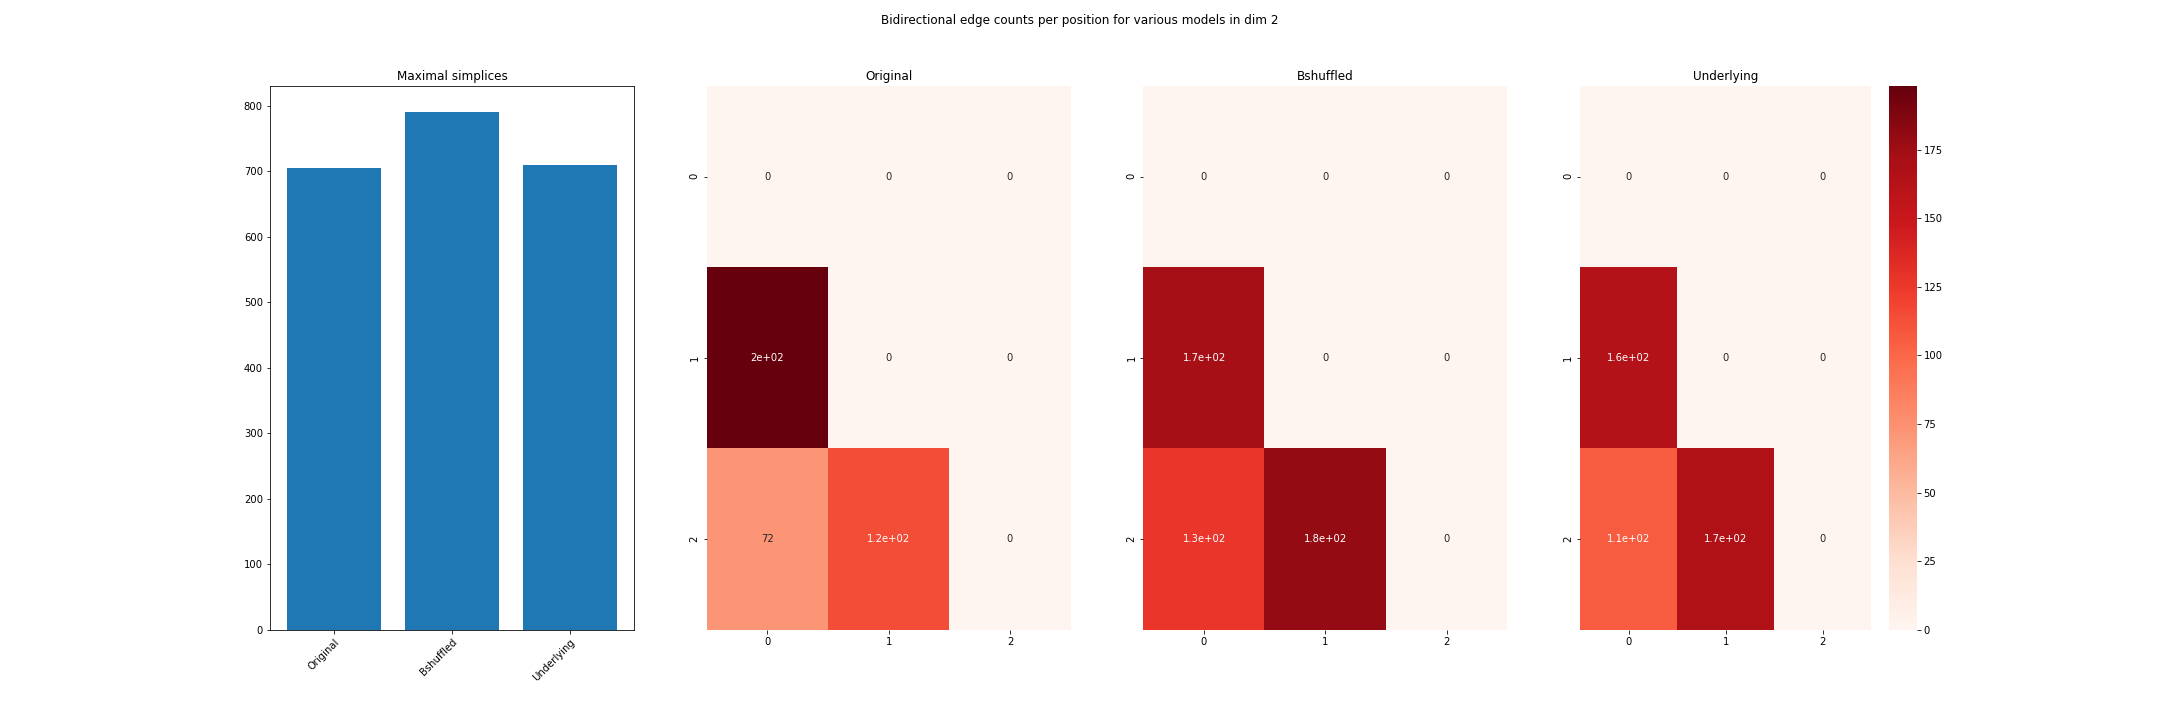 Bidirectional edge counts per position for various models in dim 2
Maximal simplices
800
700
600
500
400
300
200
100
0
Original
Bshuffled
Underlying
Original
0
0 0 0
1
2e+02 0 0
2
72 1.2e+02 0
0 1 2
Bshuffled
0
0 0 0
1
1.7e+02 0 0
2
1.3e+02 1.8e+02 0
0 1 2
Underlying
0
0 0 0
1
1.6e+02 0 0
2
1.1e+02 1.7e+02 0
0 1 2
175
150
125
100
75
50
25
0